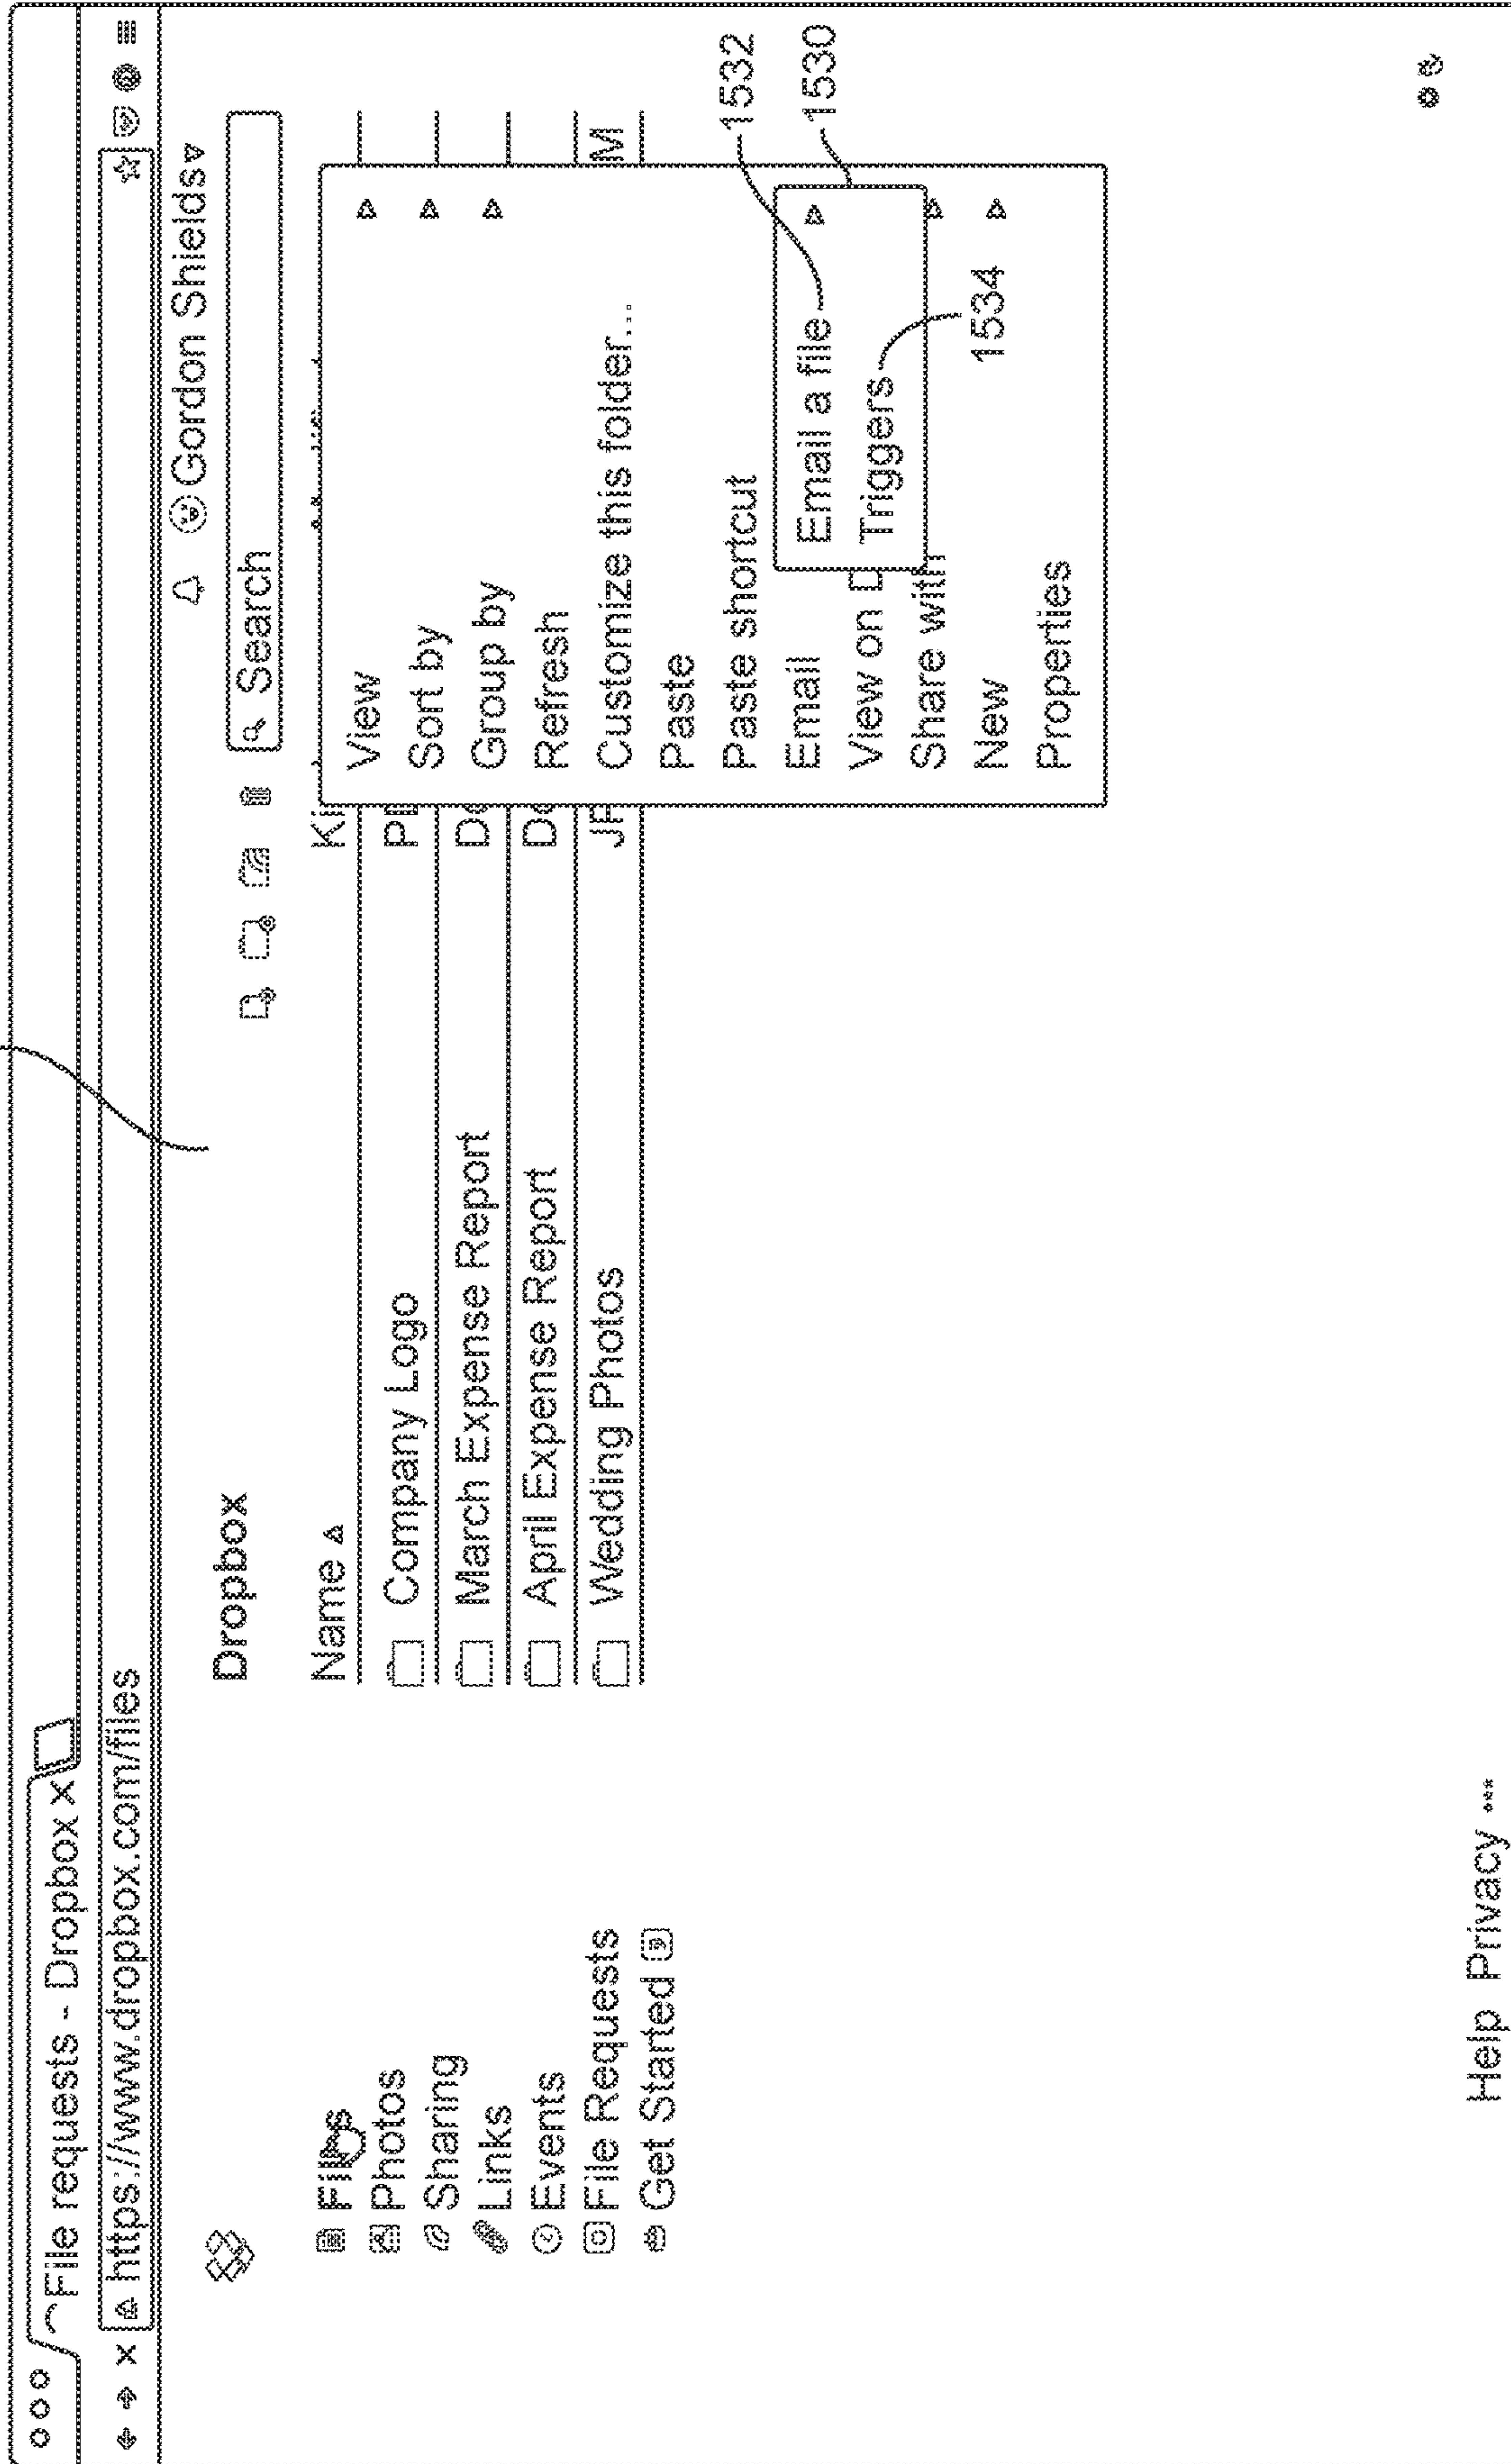 File requests - Dropbox X
https://www.dropbox.com/files
Gordon Shields
Dropbox
Search
Files
Photos
Sharing
Links
Events
File Requests
Get Started
Name
Company Logo
March Expense Report
April Expense Report
Wedding Photos
M
View
Sort by
Group by
Refresh
Customize this folder...
Paste
Paste shortcut
Email
View on
Share with
New
Properties
Email a file
Triggers
1532
1530
1534
Help Privacy ...